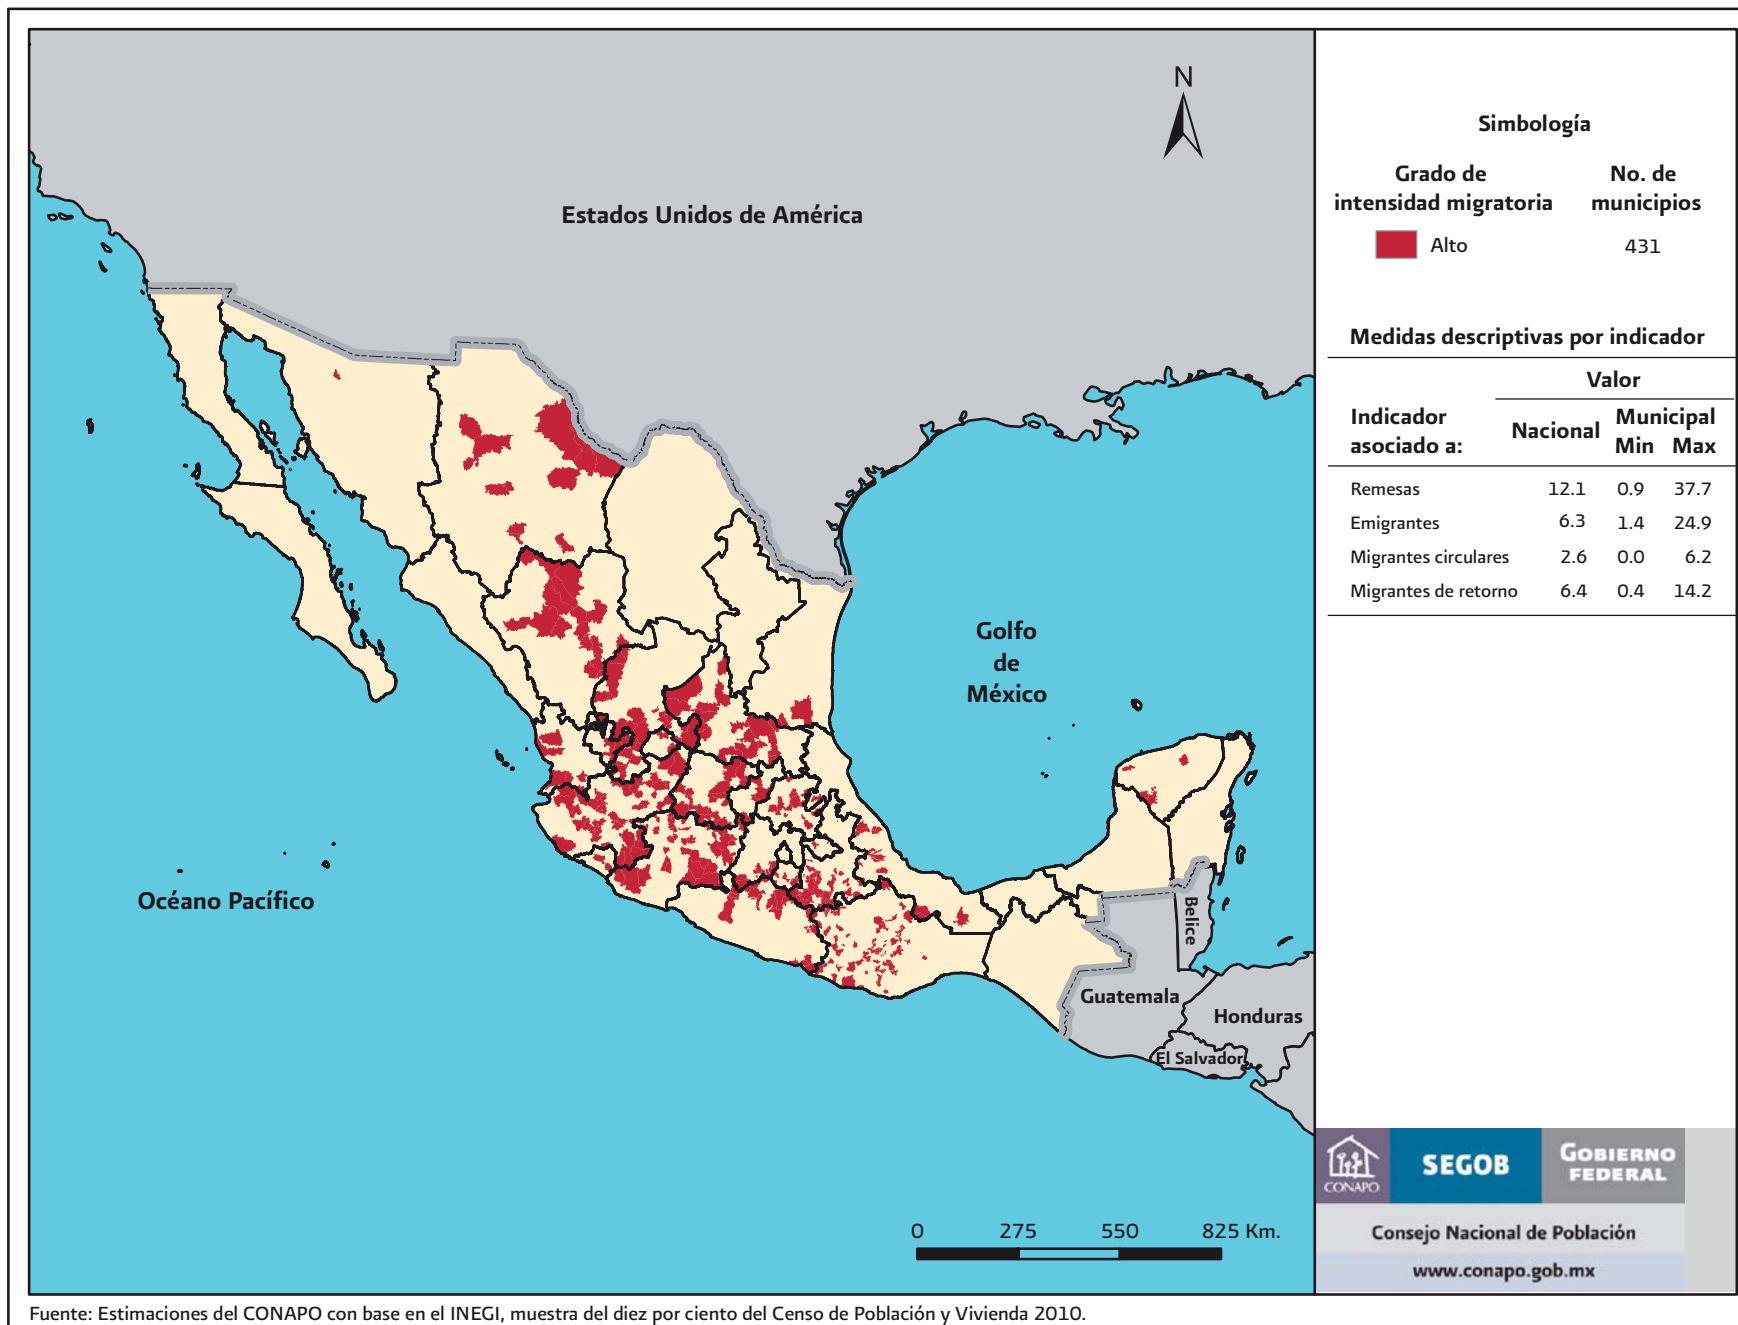 N
Estados Unidos de América
Golfo
de
México
Océano Pacífico
Belice
Guatemala
Honduras
El Salvador
0 275 550 825 Km.
Simbología
Grado de No. de
intensidad migratoria municipios
Alto 431
Medidas descriptivas por indicador
Valor
Indicador Nacional Municipal
asociado a: Min Max
Remesas 12.1 0.9 37.7
Emigrantes 6.3 1.4 24.9
Migrantes circulares 2.6 0.0 6.2
Migrantes de retorno 6.4 0.4 14.2
CONAPO
SEGOB
GOBIERNO
FEDERAL
Consejo Nacional de Población
www.conapo.gob.mx
Fuente: Estimaciones del CONAPO con base en el INEGI, muestra del diez por ciento del Censo de Población y Vivienda 2010.